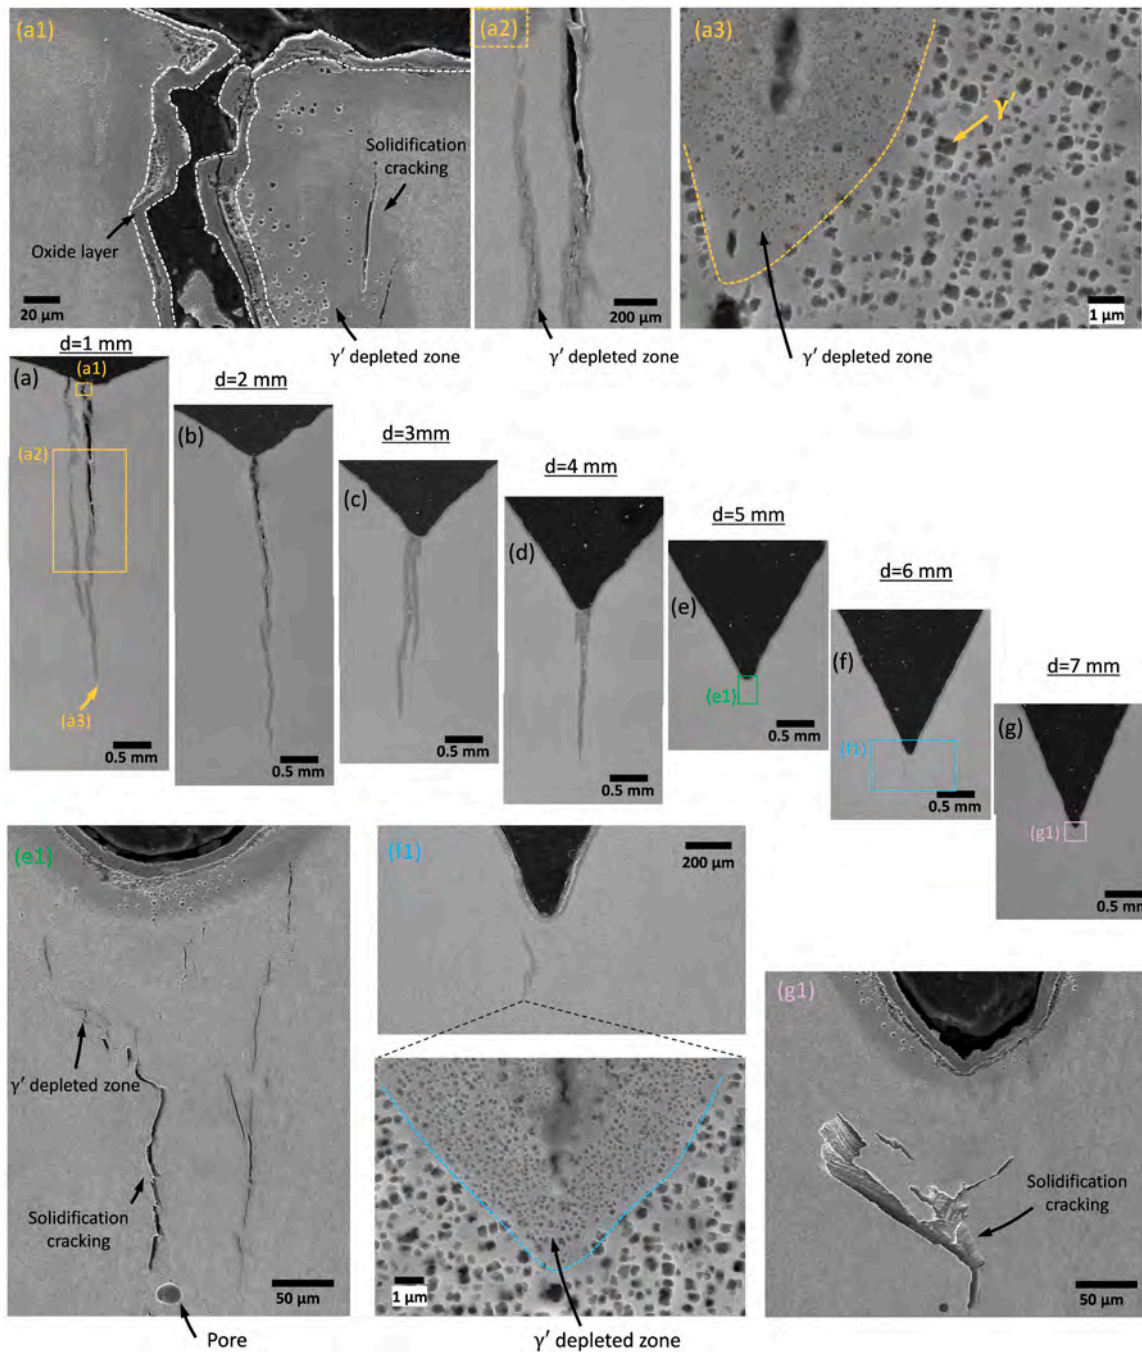 (a1)
Solidification
cracking
Oxide layer
20 μm
γ′ depleted zone
(a2)
200 μm
γ′ depleted zone
(a3)
γ′
1 μm
γ′ depleted zone
d=1 mm
(a)
(a1)
(a2)
(a3)
0.5 mm
d=2 mm
(b)
0.5 mm
d=3mm
(c)
0.5 mm
d=4 mm
(d)
0.5 mm
d=5 mm
(e)
(e1)
0.5 mm
d=6 mm
(f)
(f1)
0.5 mm
d=7 mm
(g)
(g1)
0.5 mm
(e1)
γ′ depleted zone
Solidification
cracking
50 μm
Pore
(f1)
200 μm
1 μm
γ′ depleted zone
(g1)
Solidification
cracking
50 μm